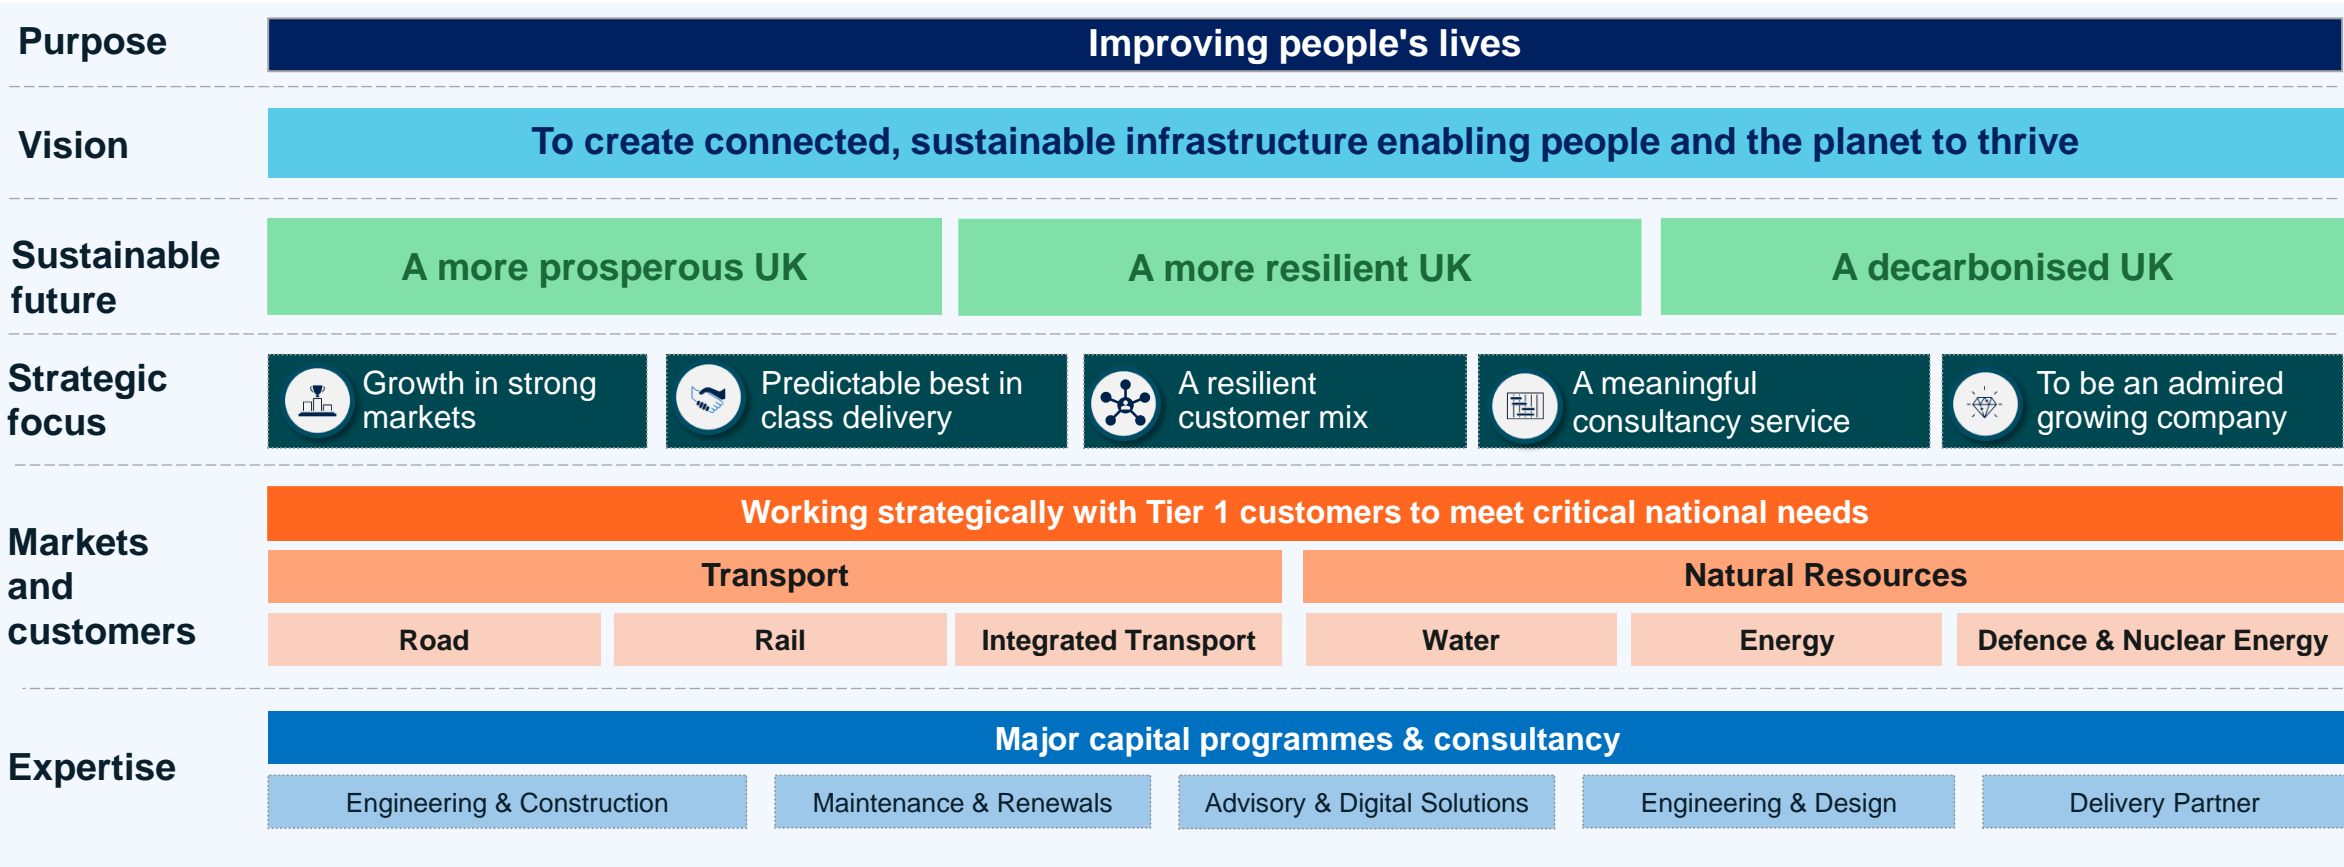 Purpose
Improving people's lives
Vision
To create connected, sustainable infrastructure enabling people and the planet to thrive
Sustainable
future
A more prosperous UK
A more resilient UK
A decarbonised UK
Strategic
focus
Growth in strong
markets
Predictable best in
class delivery
A resilient
customer mix
A meaningful
consultancy service
To be an admired
growing company
Markets
and
customers
Working strategically with Tier 1 customers to meet critical national needs
Transport
Natural Resources
Road
Rail
Integrated Transport
Water
Energy
Defence & Nuclear Energy
Expertise
Major capital programmes & consultancy
Engineering & Construction
Maintenance & Renewals
Advisory & Digital Solutions
Engineering & Design
Delivery Partner